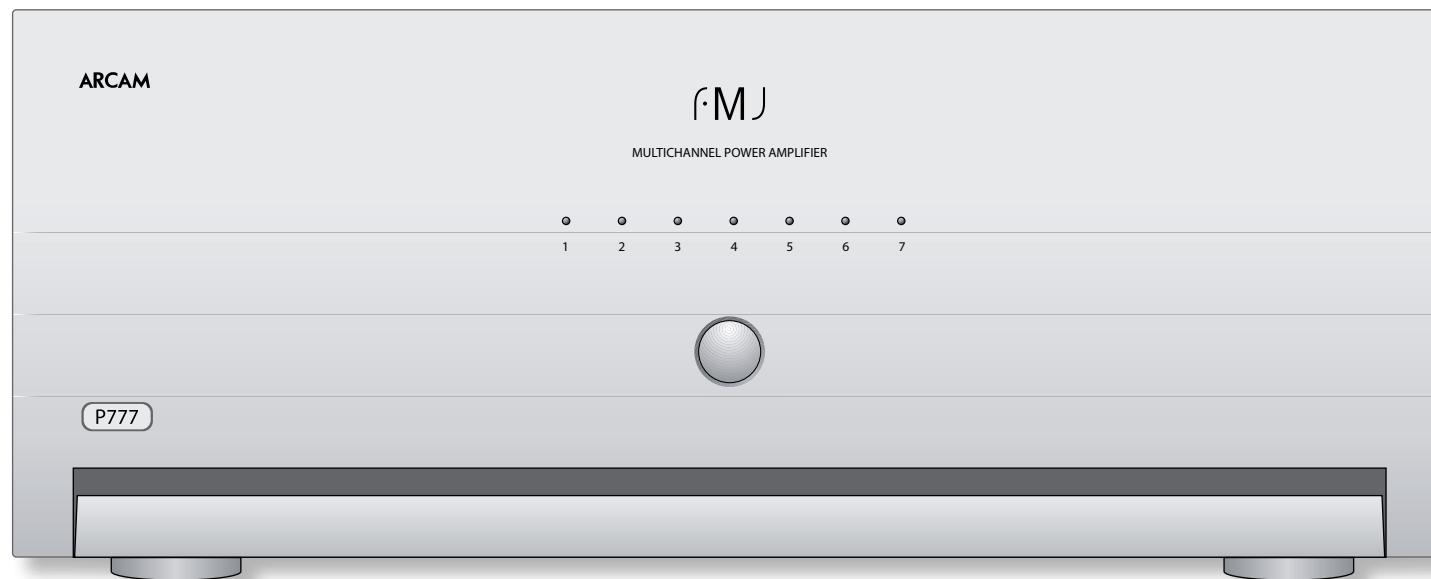 ARCAM
FMJ
MULTICHANNEL POWER AMPLIFIER
1 2 3 4 5 6 7
P777